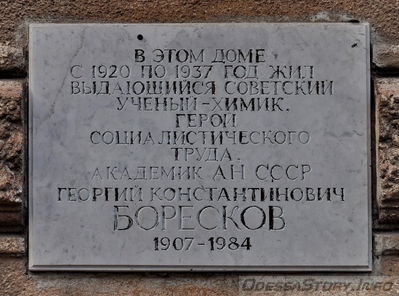 В ЭТОМ ДОМЕ
С 1920 ПО 1937 ГОД ЖИЛ
ВЫДАЮЩИЙСЯ СОВЕТСКИЙ
УЧЕНЫЙ-ХИМИК.
ГЕРОЙ
СОЦИАЛИСТИЧЕСКОГО
ТРУДА.
АКАДЕМИК АН СССР
ГЕОРГИЙ КОНСТАНТИНОВИЧ
БОРЕСКОВ
1907-1984
OdessaStory.Info